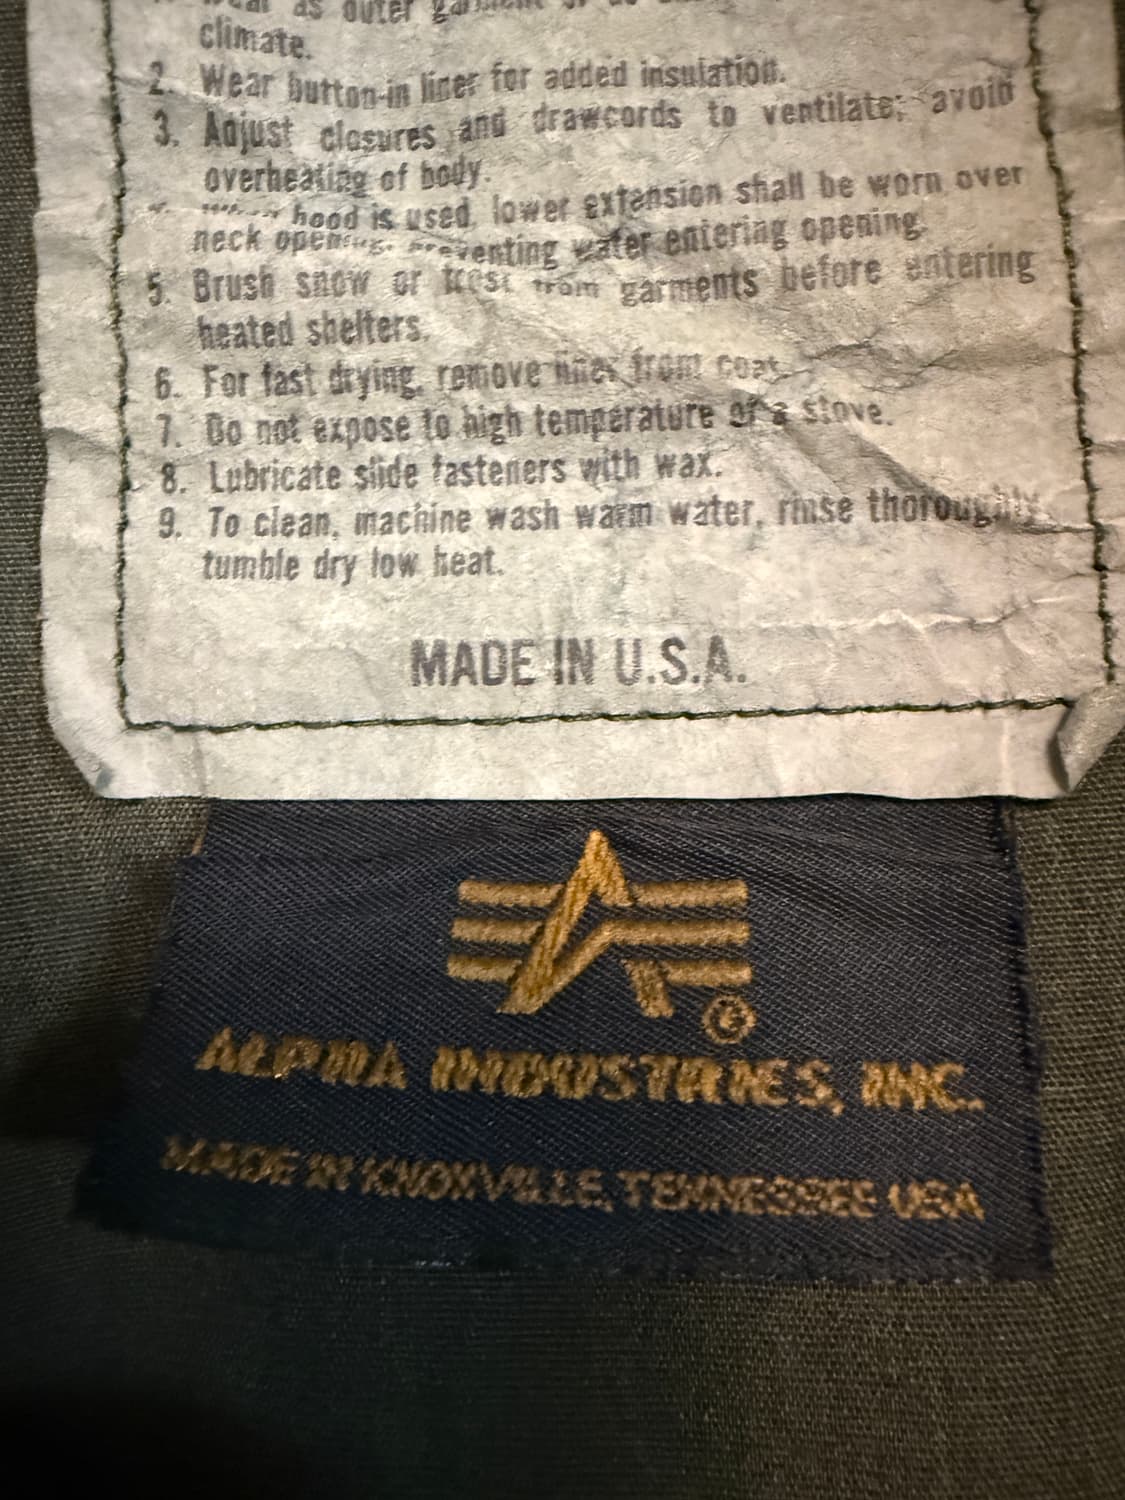 as outer garment
climate.
2. Wear button-in liner for added insulation.
3. Adjust closures and drawcords to ventilate; avoid
overheating of body.
hood is used, lower extension shall be worn over
neck opening, preventing water entering opening.
5. Brush snow or frost from garments before entering
heated shelters.
6. For fast drying, remove liner from coat.
7. Do not expose to high temperature of a stove.
8. Lubricate slide fasteners with wax.
9. To clean, machine wash warm water, rinse thoroughly
tumble dry low heat.
MADE IN U.S.A.
®
ALPHA INDUSTRIES, INC.
MADE IN KNOXVILLE, TENNESSEE USA